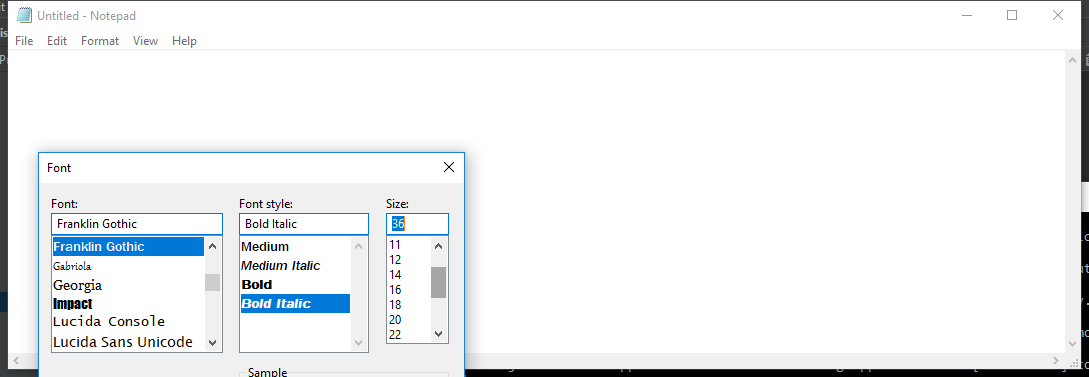 Untitled - Notepad
File Edit Format View Help
Font
Font: Font style: Size:
Franklin Gothic Bold Italic 36
Franklin Gothic Medium 11
Gabriola Medium Italic 12
Georgia Bold 14
Impact Bold Italic 16
Lucida Console 18
Lucida Sans Unicode 20
22
Sample